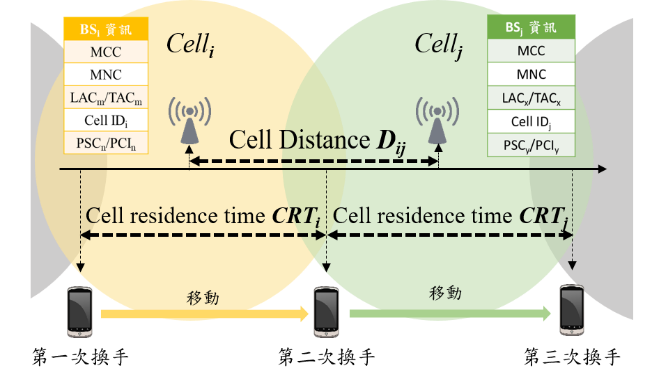 BSi 資訊
MCC
MNC
LACm/TACm
Cell IDi
PSCn/PCIn
Celli
Cellj
BSj 資訊
MCC
MNC
LACx/TACx
Cell IDj
PSCy/PCIy
Cell Distance Dij
Cell residence time CRTi
Cell residence time CRTj
移動
移動
第一次換手
第二次換手
第三次換手